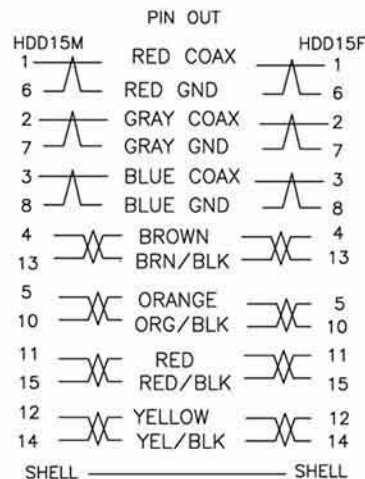 PIN OUT
HDD15M HDD15F
1 RED COAX 1
6 RED GND 6
2 GRAY COAX 2
7 GRAY GND 7
3 BLUE COAX 3
8 BLUE GND 8
4 BROWN 4
13 BRN/BLK 13
5 ORANGE 5
10 ORG/BLK 10
11 RED 11
15 RED/BLK 15
12 YELLOW 12
14 YEL/BLK 14
SHELL SHELL